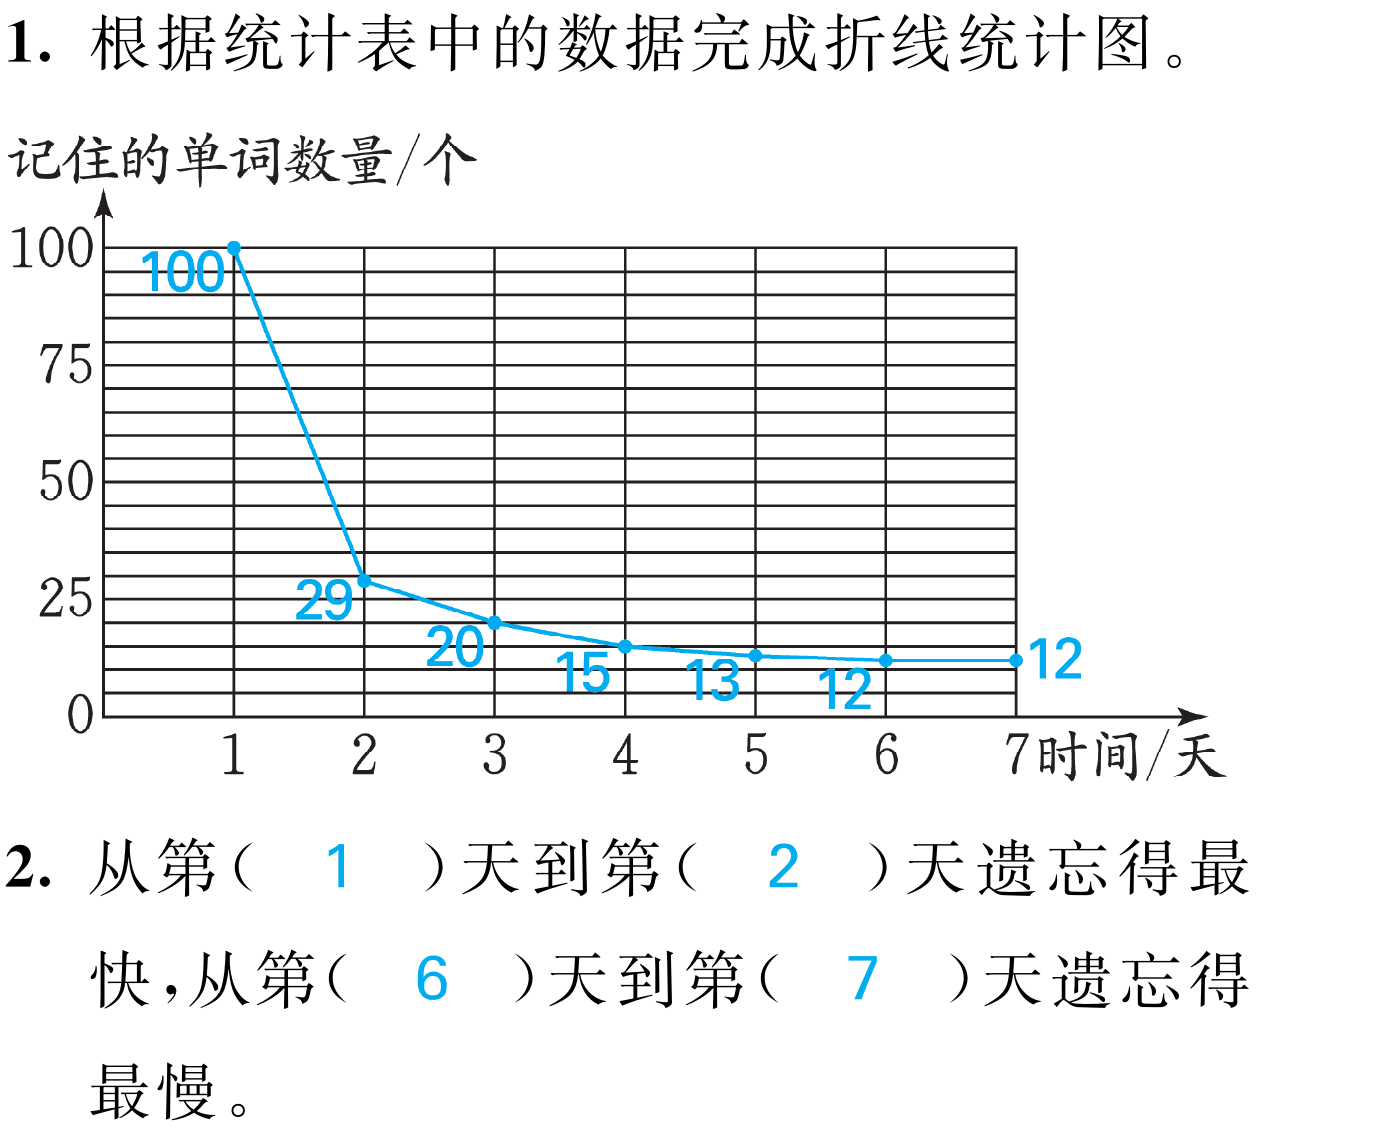 1. 根据统计表中的数据完成折线统计图。
记住的单词数量/个
100
100
75
50
29
25
20
15
13
12
12
0
1 2 3 4 5 6 7时间/天
2. 从第( 1 )天到第( 2 )天遗忘得最
快,从第( 6 )天到第( 7 )天遗忘得
最慢。